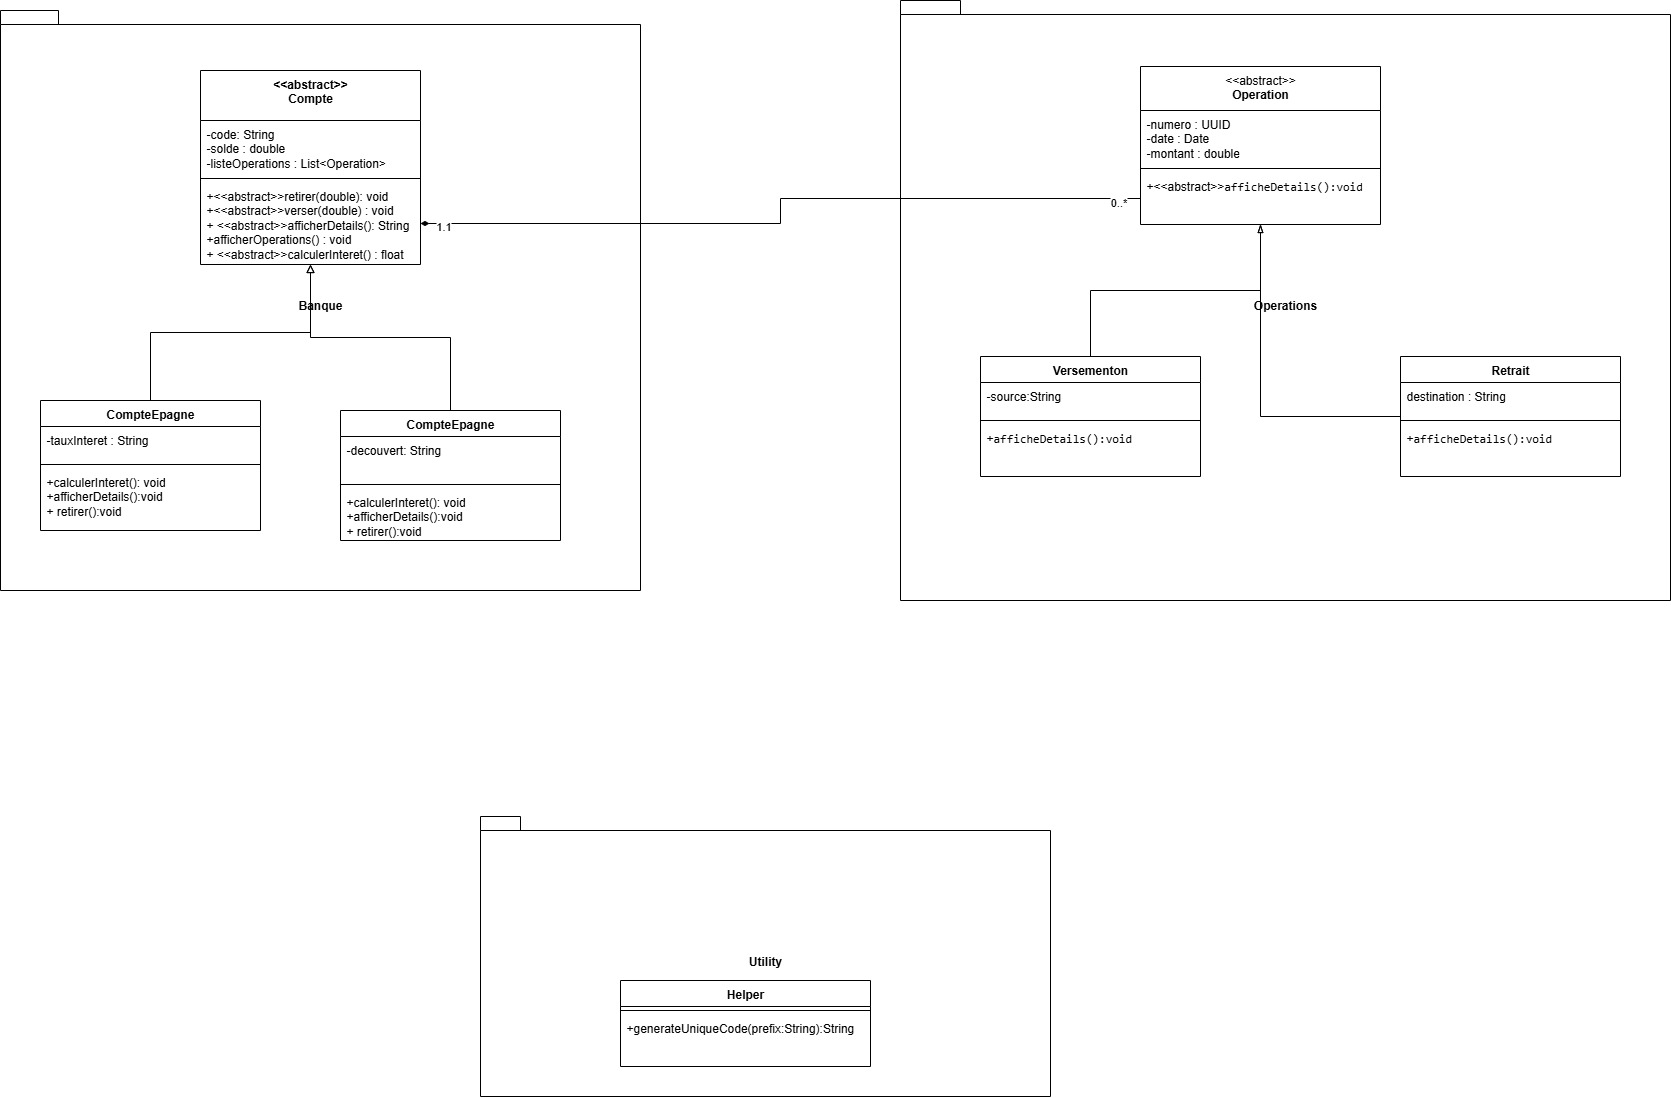 <<abstract>>
Compte
-code: String
-solde : double
-listeOperations : List<Operation>
+<<abstract>>retirer(double): void
+<<abstract>>verser(double) : void
+ <<abstract>>afficherDetails(): String
+afficherOperations() : void
+ <<abstract>>calculerInteret() : float
1.1
0..*
Banque
CompteEpagne
-tauxInteret : String
+calculerInteret(): void
+afficherDetails():void
+ retirer():void
CompteEpagne
-decouvert: String
+calculerInteret(): void
+afficherDetails():void
+ retirer():void
<<abstract>>
Operation
-numero : UUID
-date : Date
-montant : double
+<<abstract>>afficheDetails():void
Operations
Versementon
-source:String
+afficheDetails():void
Retrait
destination : String
+afficheDetails():void
Utility
Helper
+generateUniqueCode(prefix:String):String